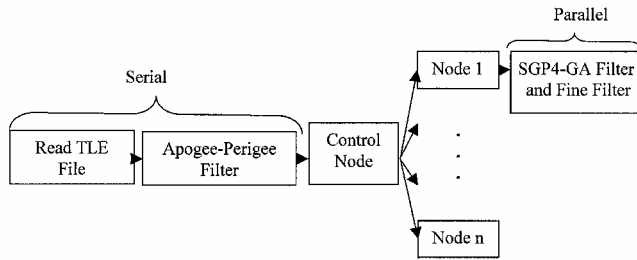 Parallel
Serial
Node 1
SGP4-GA Filter
and Fine Filter
Read TLE
File
Apogee-Perigee
Filter
Control
Node
Node n